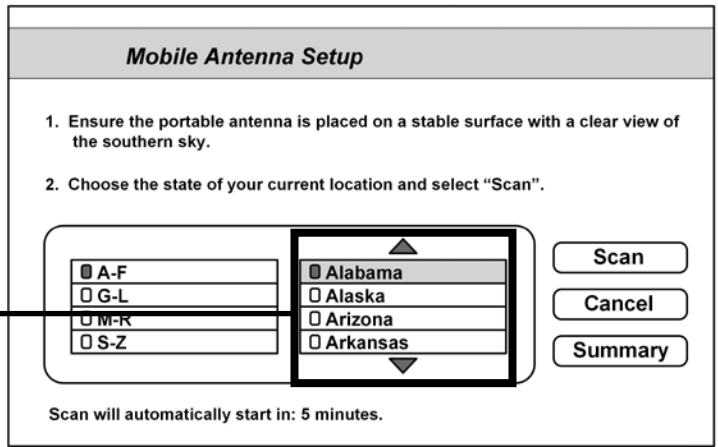 Mobile Antenna Setup
1. Ensure the portable antenna is placed on a stable surface with a clear view of
the southern sky.
2. Choose the state of your current location and select “Scan”.
A-F
G-L
M-R
S-Z
Alabama
Alaska
Arizona
Arkansas
Scan
Cancel
Summary
Scan will automatically start in: 5 minutes.